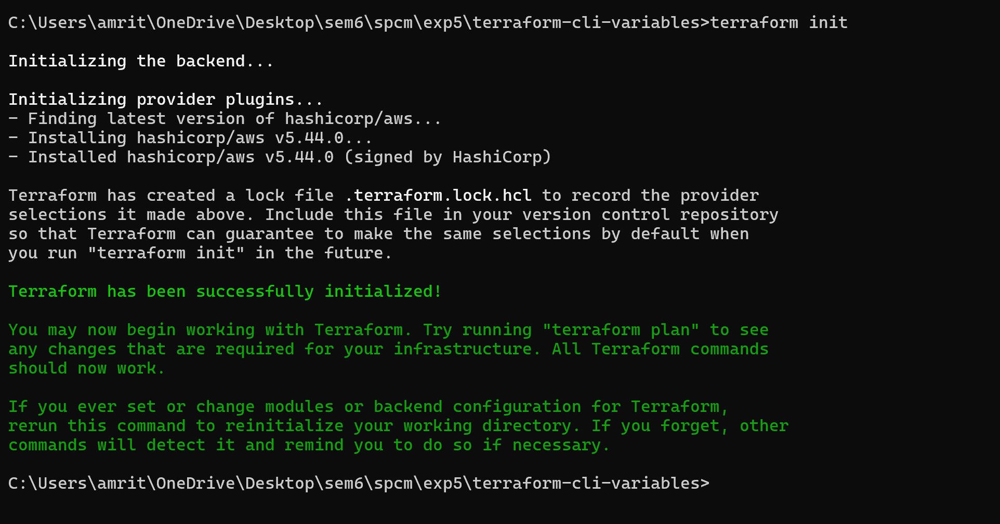 C:\Users\amrit\OneDrive\Desktop\sem6\spcm\exp5\terraform-cli-variables>terraform init
Initializing the backend...
Initializing provider plugins...
- Finding latest version of hashicorp/aws...
- Installing hashicorp/aws v5.44.0...
- Installed hashicorp/aws v5.44.0 (signed by HashiCorp)
Terraform has created a lock file .terraform.lock.hcl to record the provider
selections it made above. Include this file in your version control repository
so that Terraform can guarantee to make the same selections by default when
you run "terraform init" in the future.
Terraform has been successfully initialized!
You may now begin working with Terraform. Try running "terraform plan" to see
any changes that are required for your infrastructure. All Terraform commands
should now work.
If you ever set or change modules or backend configuration for Terraform,
rerun this command to reinitialize your working directory. If you forget, other
commands will detect it and remind you to do so if necessary.
C:\Users\amrit\OneDrive\Desktop\sem6\spcm\exp5\terraform-cli-variables>